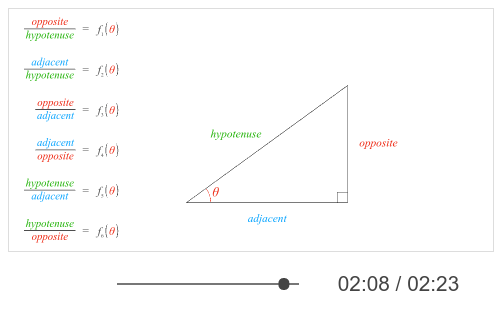 opposite
hypotenuse = f₁(θ)
adjacent
hypotenuse = f₂(θ)
opposite
adjacent = f₃(θ)
adjacent
opposite = f₄(θ)
hypotenuse
adjacent = f₅(θ)
hypotenuse
opposite = f₆(θ)
hypotenuse
opposite
θ
adjacent
02:08 / 02:23